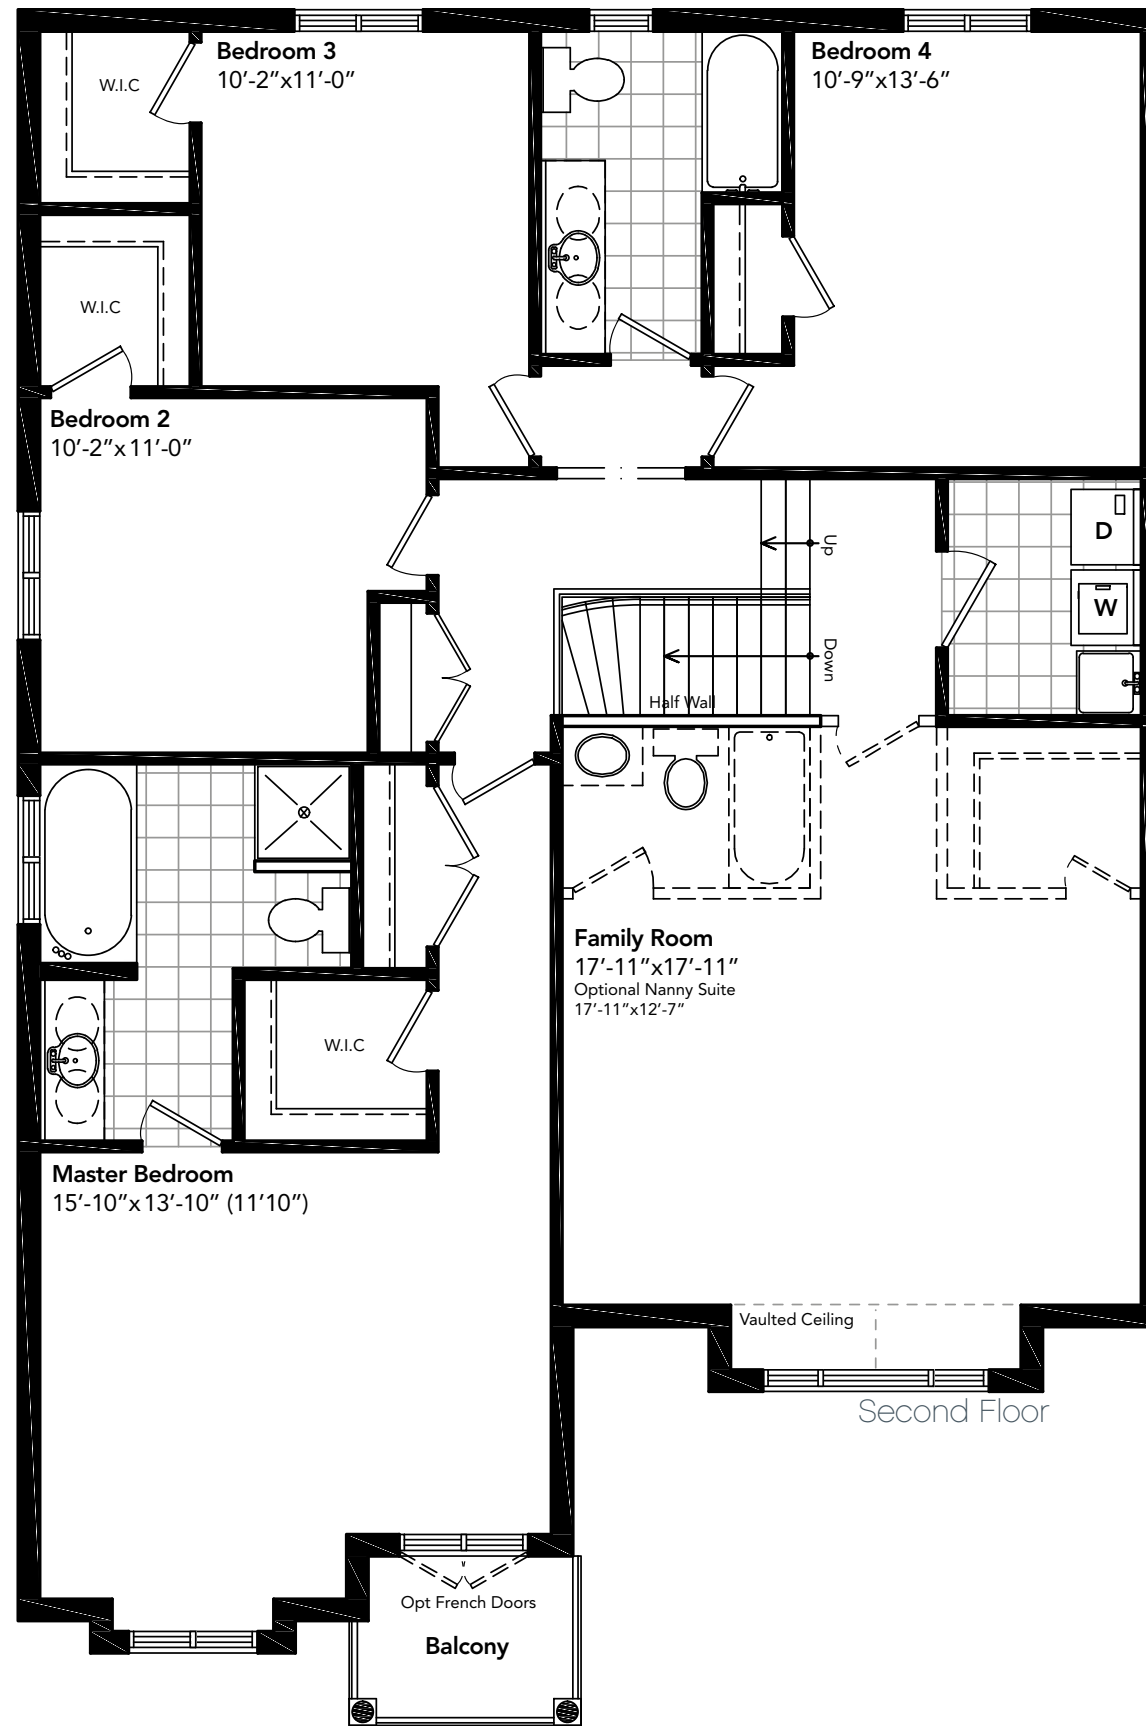 Bedroom 3
10'-2"x11'-0"
W.I.C
Bedroom 4
10'-9"x13'-6"
W.I.C
Bedroom 2
10'-2"x11'-0"
Up
D
W
Down
Half Wall
Family Room
17'-11"x17'-11"
Optional Nanny Suite
17'-11"x12'-7"
W.I.C
Master Bedroom
15'-10"x13'-10" (11'10")
Vaulted Ceiling
Second Floor
Opt French Doors
Balcony